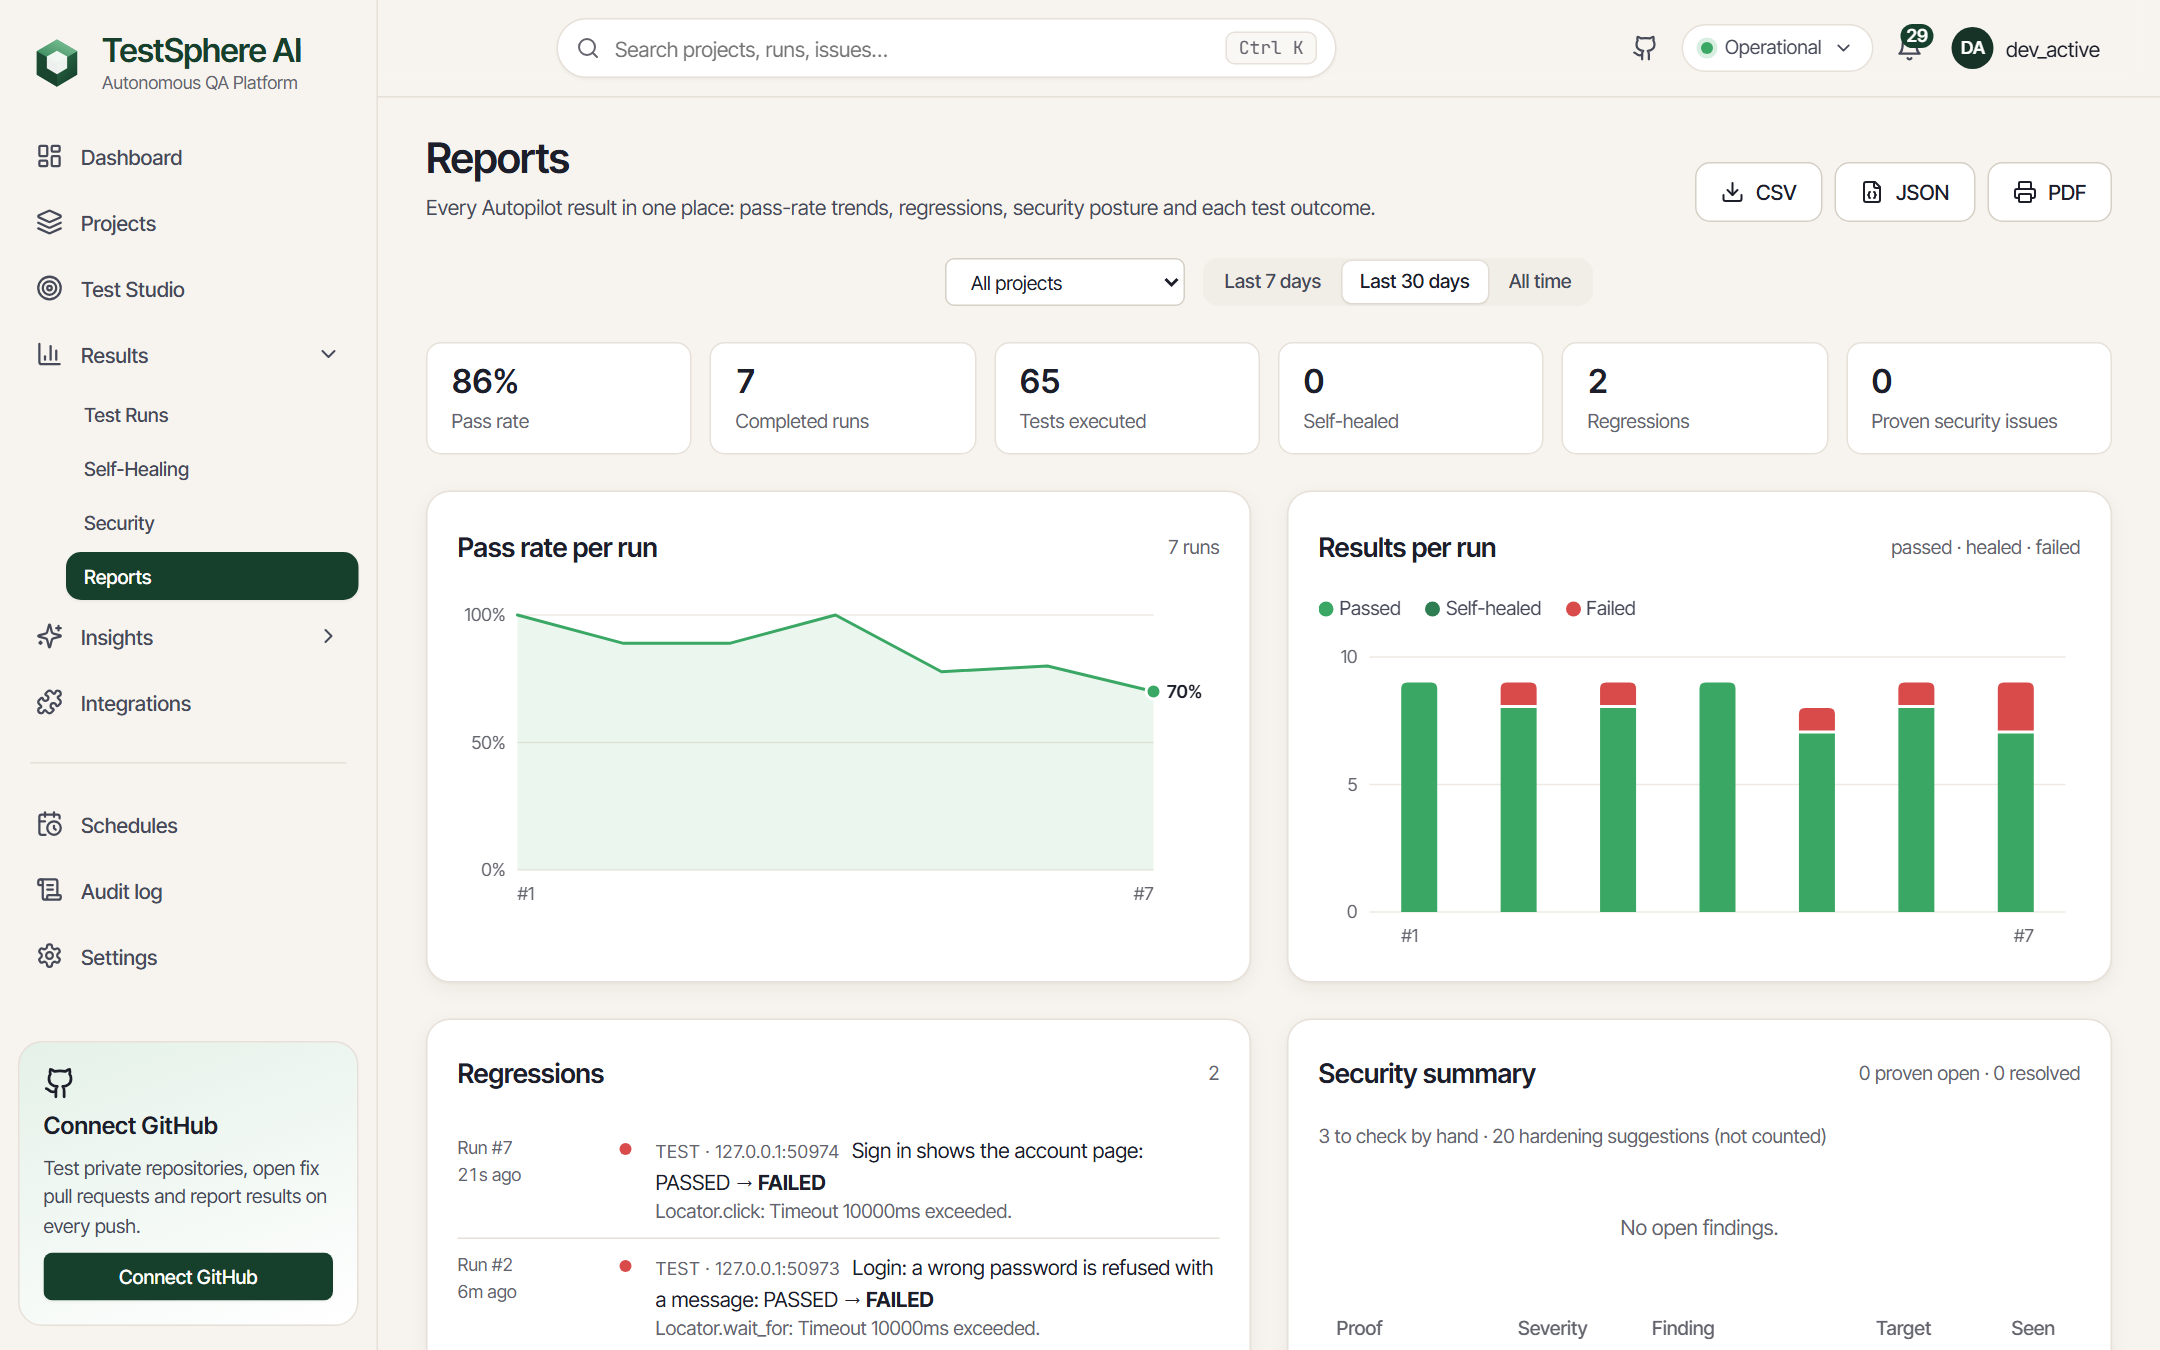 TestSphere AI
Autonomous QA Platform
Dashboard
Projects
Test Studio
Results
Test Runs
Self-Healing
Security
Reports
Insights
Integrations
Schedules
Audit log
Settings
Connect GitHub
Test private repositories, open fix
pull requests and report results on
every push.
Connect GitHub
Search projects, runs, issues...
Ctrl K
Operational
29
DA
dev_active
Reports
Every Autopilot result in one place: pass-rate trends, regressions, security posture and each test outcome.
CSV
JSON
PDF
All projects
Last 7 days
Last 30 days
All time
86%
Pass rate
7
Completed runs
65
Tests executed
0
Self-healed
2
Regressions
0
Proven security issues
Pass rate per run
7 runs
100%
50%
0%
70%
#1
#7
Results per run
passed · healed · failed
Passed
Self-healed
Failed
10
5
0
#1
#7
Regressions
2
Run #7
21s ago
TEST · 127.0.0.1:50974 Sign in shows the account page:
PASSED → FAILED
Locator.click: Timeout 10000ms exceeded.
Run #2
6m ago
TEST · 127.0.0.1:50973 Login: a wrong password is refused with
a message: PASSED → FAILED
Locator.wait_for: Timeout 10000ms exceeded.
Security summary
0 proven open · 0 resolved
3 to check by hand · 20 hardening suggestions (not counted)
No open findings.
Proof
Severity
Finding
Target
Seen